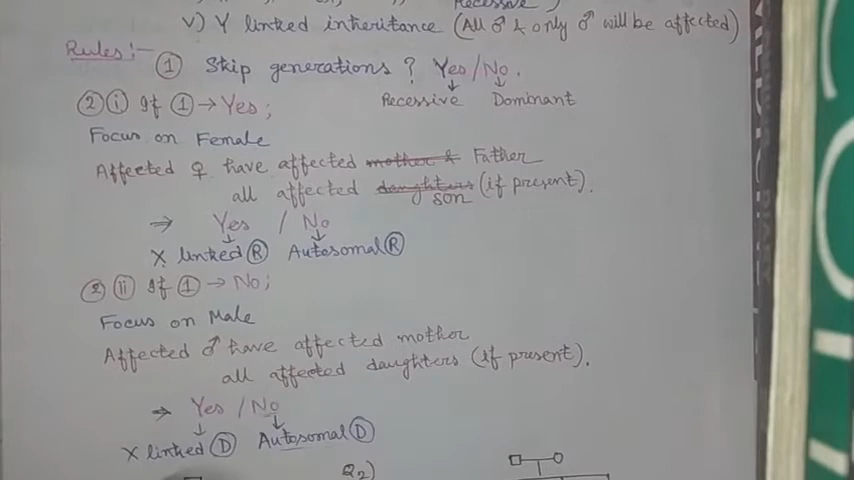 Recessive)
v) Y linked inheritance (All ♂ & only ♂ will be affected)
Rules:—
① Skip generations? Yes/No.
Recessive Dominant
② ⓘ If ① → Yes;
Focus on Female
Affected ♀ have affected mother & Father
all affected daughters (if present).
son
⇒ Yes / No
X linked Ⓡ Autosomal Ⓡ
② ⓘⓘ If ① → No;
Focus on Male
Affected ♂ have affected mother
all affected daughters (if present).
⇒ Yes / No
X linked Ⓓ Autosomal Ⓓ
Q2)